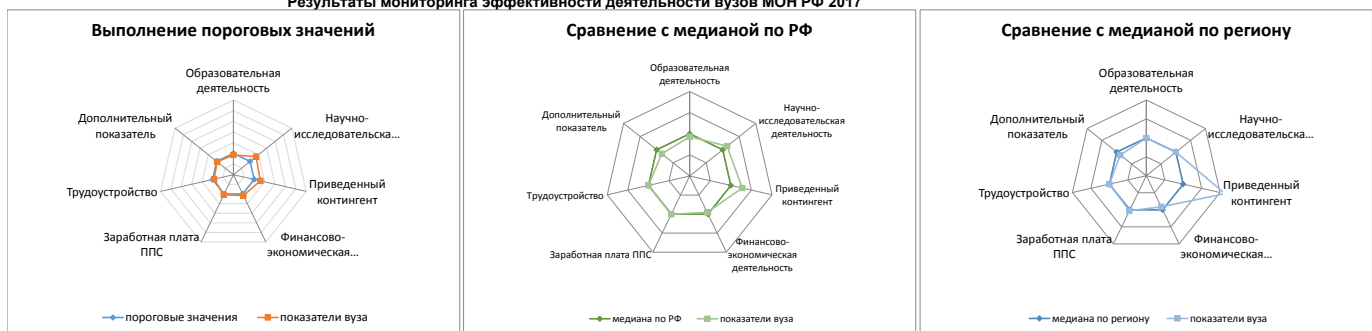 Результаты мониторинга эффективности деятельности вузов МОН РФ 2017
Выполнение пороговых значений
Образовательная
деятельность
Научно-
исследовательска...
Приведенный
контингент
Финансово-
экономическая...
Заработная плата
ППС
Трудоустройство
Дополнительный
показатель
пороговые значения
показатели вуза
Сравнение с медианой по РФ
Образовательная
деятельность
Научно-
исследовательская
деятельность
Приведенный
контингент
Финансово-
экономическая
деятельность
Заработная плата ППС
Трудоустройство
Дополнительный
показатель
медиана по РФ
показатели вуза
Сравнение с медианой по региону
Образовательная
деятельность
Научно-
исследовательска...
Приведенный
контингент
Финансово-
экономическая...
Заработная плата
ППС
Трудоустройство
Дополнительный
показатель
медиана по региону
показатели вуза